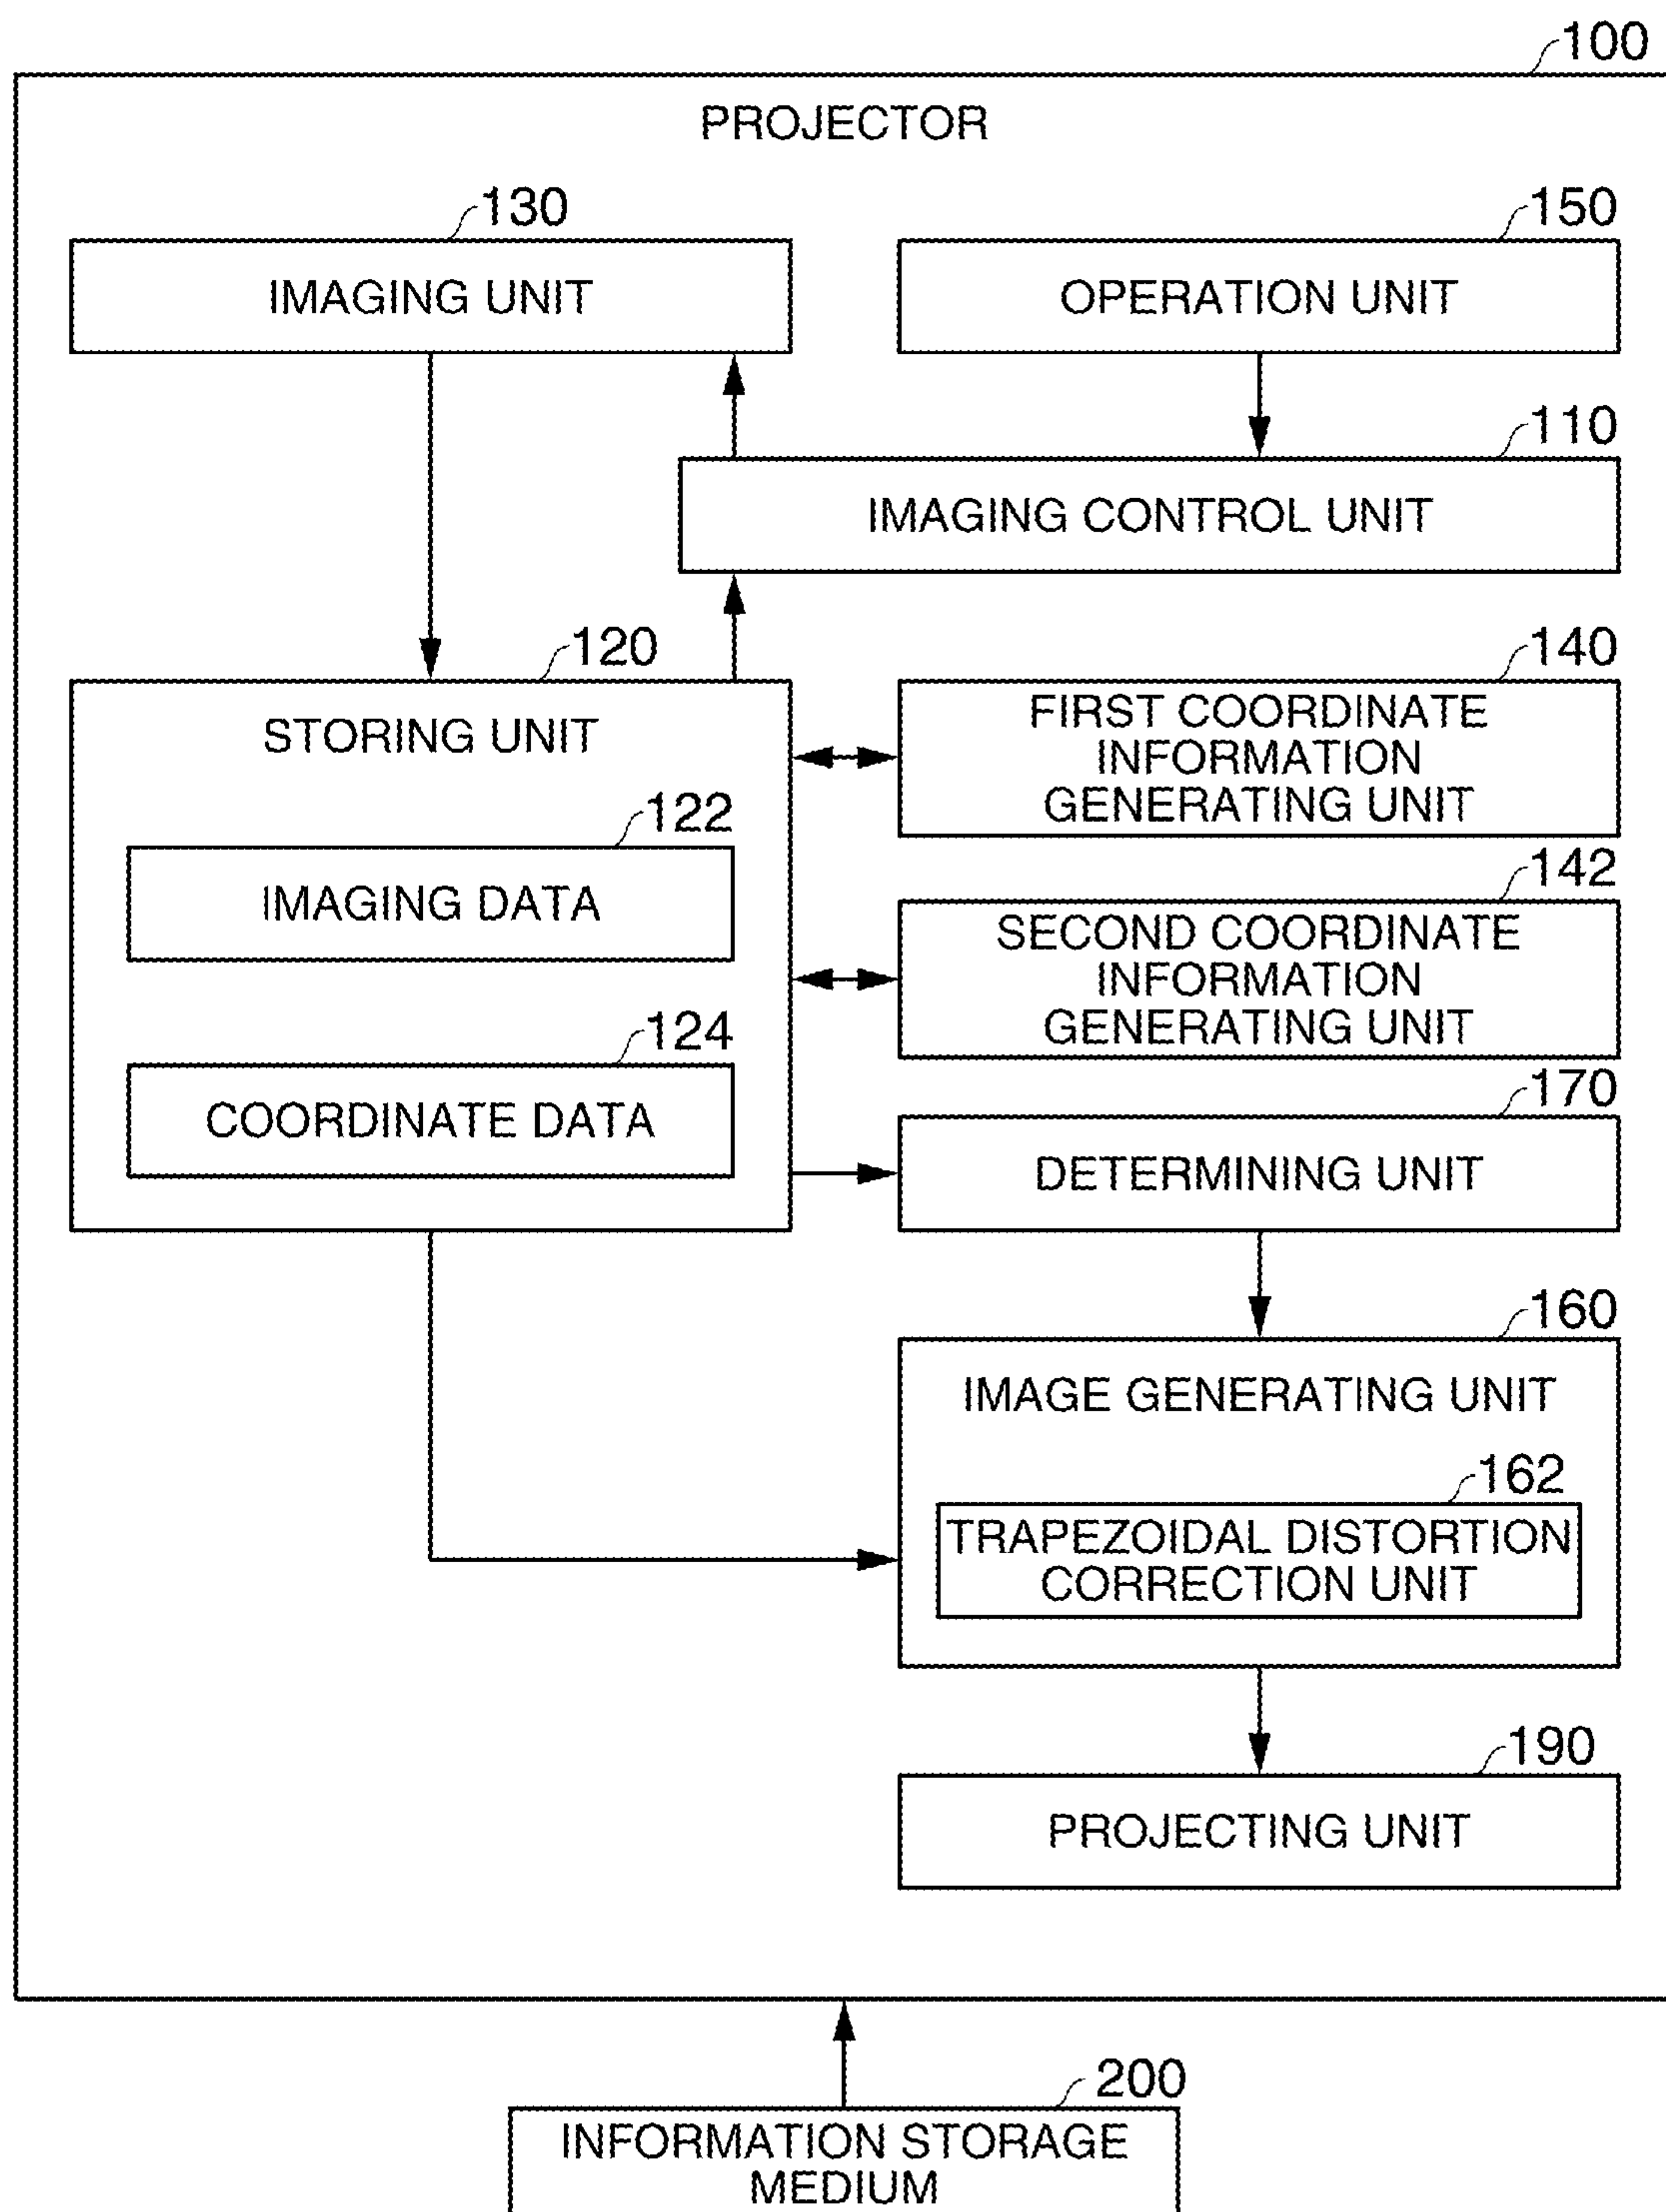 100
PROJECTOR
130
150
IMAGING UNIT
OPERATION UNIT
110
IMAGING CONTROL UNIT
120
140
STORING UNIT
FIRST COORDINATE
INFORMATION
GENERATING UNIT
122
IMAGING DATA
142
SECOND COORDINATE
INFORMATION
GENERATING UNIT
124
COORDINATE DATA
170
DETERMINING UNIT
160
IMAGE GENERATING UNIT
162
TRAPEZOIDAL DISTORTION
CORRECTION UNIT
190
PROJECTING UNIT
200
INFORMATION STORAGE
MEDIUM